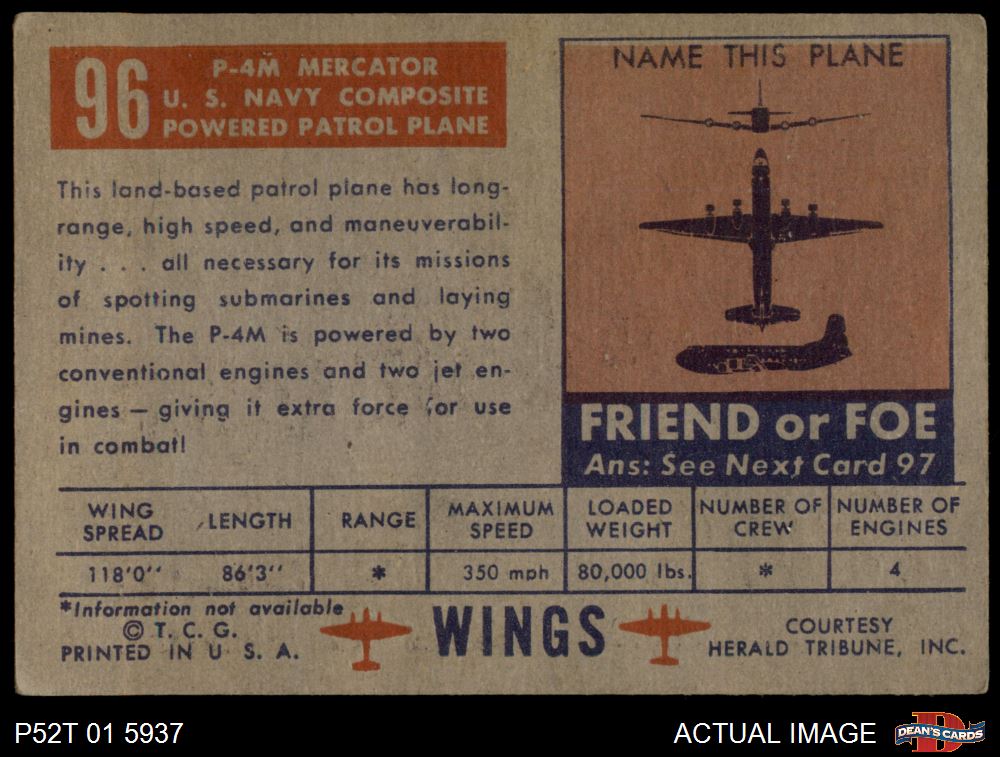 96
P-4M MERCATOR
U. S. NAVY COMPOSITE
POWERED PATROL PLANE
This land-based patrol plane has long-
range, high speed, and maneuverabil-
ity . . . all necessary for its missions
of spotting submarines and laying
mines. The P-4M is powered by two
conventional engines and two jet en-
gines — giving it extra force for use
in combat!
NAME THIS PLANE
FRIEND or FOE
Ans: See Next Card 97
WING SPREAD
LENGTH
RANGE
MAXIMUM SPEED
LOADED WEIGHT
NUMBER OF CREW
NUMBER OF ENGINES
118'0'' 86'3'' * 350 mph 80,000 lbs. * 4
*Information not available
© T. C. G.
PRINTED IN U S. A.
WINGS
COURTESY
HERALD TRIBUNE, INC.
P52T 01 5937
ACTUAL IMAGE
D
DEAN'S CARDS